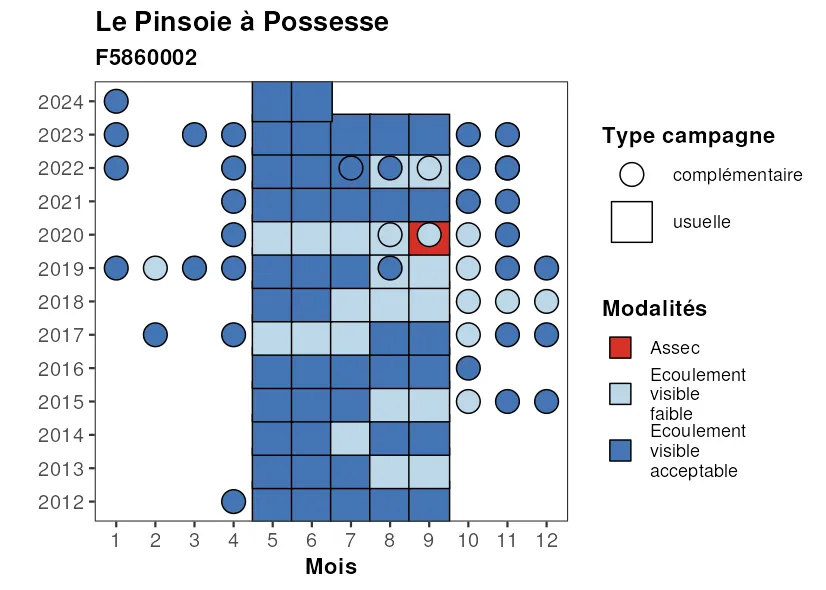 Le Pinsoie à Possesse
F5860002
2024
2023
2022
2021
2020
2019
2018
2017
2016
2015
2014
2013
2012
1 2 3 4 5 6 7 8 9 10 11 12
Mois
Type campagne
complémentaire
usuelle
Modalités
Assec
Ecoulement
visible
faible
Ecoulement
visible
acceptable